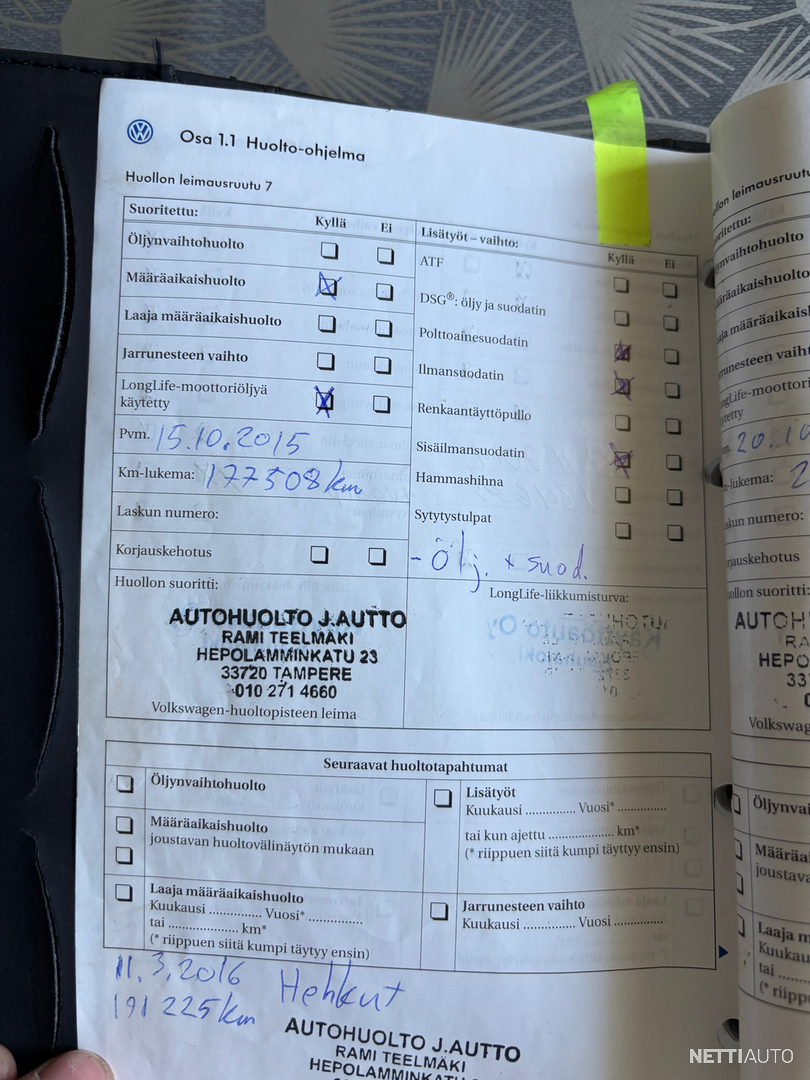 Osa 1.1 Huolto-ohjelma
Huollon leimausruutu 7
Suoritettu: Kyllä Ei
Öljynvaihtohuolto
Määräaikaishuolto
Laaja määräaikaishuolto
Jarrunesteen vaihto
LongLife-moottoriöljyä
käytetty
Pvm. 15.10.2015
Km-lukema: 177508 km
Laskun numero:
Korjauskehotus
Lisätyöt – vaihto:
Kyllä Ei
ATF
DSG®: öljy ja suodatin
Polttoainesuodatin
Ilmansuodatin
Renkaantäyttöpullo
Sisäilmansuodatin
Hammashihna
Sytytystulpat
- Ölj. + suod.
Huollon suoritti:
AUTOHUOLTO J.AUTTO
RAMI TEELMÄKI
HEPOLAMMINKATU 23
33720 TAMPERE
010 271 4660
Volkswagen-huoltopisteen leima
LongLife-liikkumisturva:
Seuraavat huoltotapahtumat
Öljynvaihtohuolto
Määräaikaishuolto
joustavan huoltovälinäytön mukaan
Laaja määräaikaishuolto
Kuukausi .............. Vuosi* ..............
tai .................... km*
(* riippuen siitä kumpi täytyy ensin)
Lisätyöt
Kuukausi .............. Vuosi* ..............
tai kun ajettu .................... km*
(* riippuen siitä kumpi täyttyy ensin)
Jarrunesteen vaihto
Kuukausi .............. Vuosi ..............
11.3.2016 Hehkut
191 225 km
AUTOHUOLTO J.AUTTO
RAMI TEELMÄKI
NETTIAUTO